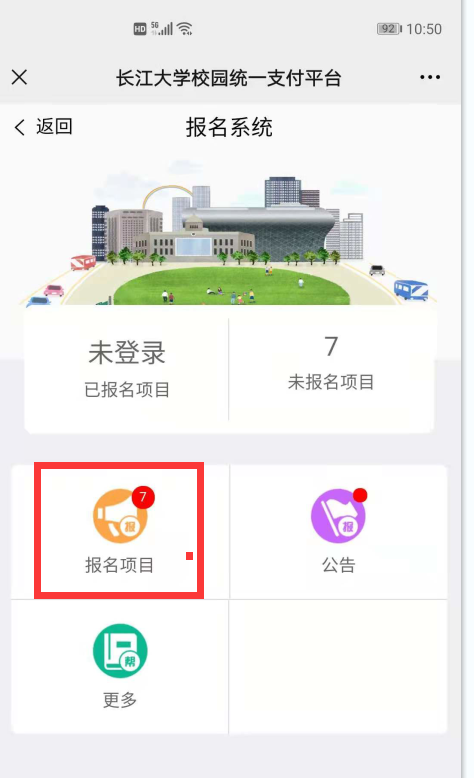 HD 5G 92 10:50
长江大学校园统一支付平台
返回 报名系统
未登录 7
已报名项目 未报名项目
7
报 报
报名项目 公告
帮
更多